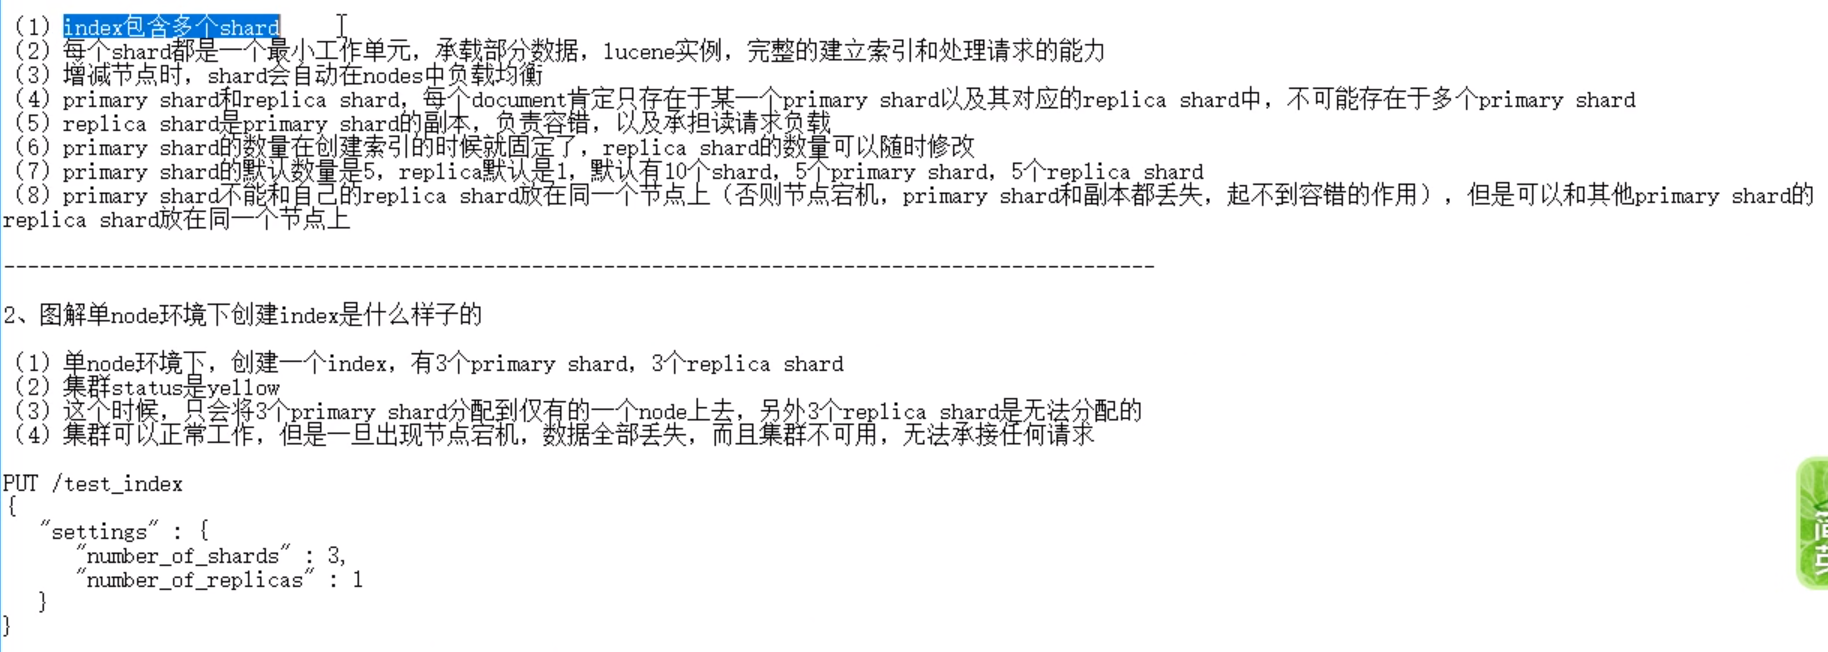 (1) index包含多个shard
(2) 每个shard都是一个最小工作单元，承载部分数据，lucene实例，完整的建立索引和处理请求的能力
(3) 增减节点时，shard会自动在nodes中负载均衡
(4) primary shard和replica shard，每个document肯定只存在于某一个primary shard以及其对应的replica shard中，不可能存在于多个primary shard
(5) replica shard是primary shard的副本，负责容错，以及承担读请求负载
(6) primary shard的数量在创建索引的时候就固定了，replica shard的数量可以随时修改
(7) primary shard的默认数量是5，replica默认是1，默认有10个shard，5个primary shard，5个replica shard
(8) primary shard不能和自己的replica shard放在同一个节点上（否则节点宕机，primary shard和副本都丢失，起不到容错的作用），但是可以和其他primary shard的
replica shard放在同一个节点上
------------------------------------------------------------------------------------------------
2、图解单node环境下创建index是什么样子的
(1) 单node环境下，创建一个index，有3个primary shard，3个replica shard
(2) 集群status是yellow
(3) 这个时候，只会将3个primary shard分配到仅有的一个node上去，另外3个replica shard是无法分配的
(4) 集群可以正常工作，但是一旦出现节点宕机，数据全部丢失，而且集群不可用，无法承接任何请求
PUT /test_index
{
"settings" : {
"number_of_shards" : 3,
"number_of_replicas" : 1
}
}